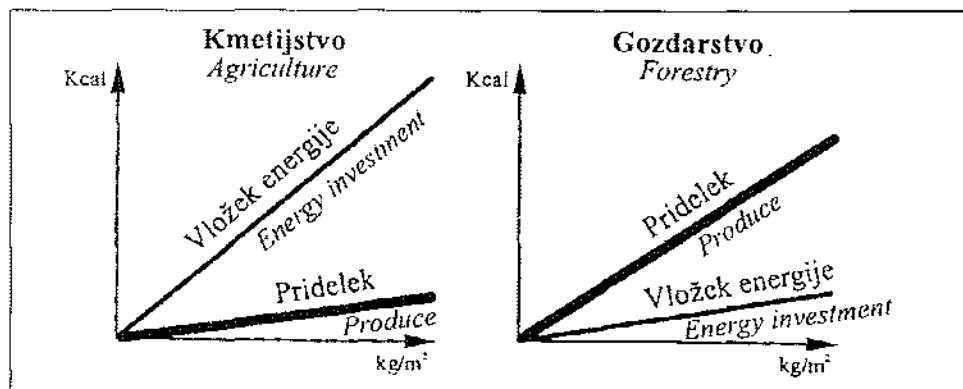 Kmetijstvo
Agriculture
Kcal
Vložek energije
Energy investment
Pridelek
Produce
kg/m²
Gozdarstvo
Forestry
Kcal
Pridelek
Produce
Vložek energije
Energy investment
kg/m²